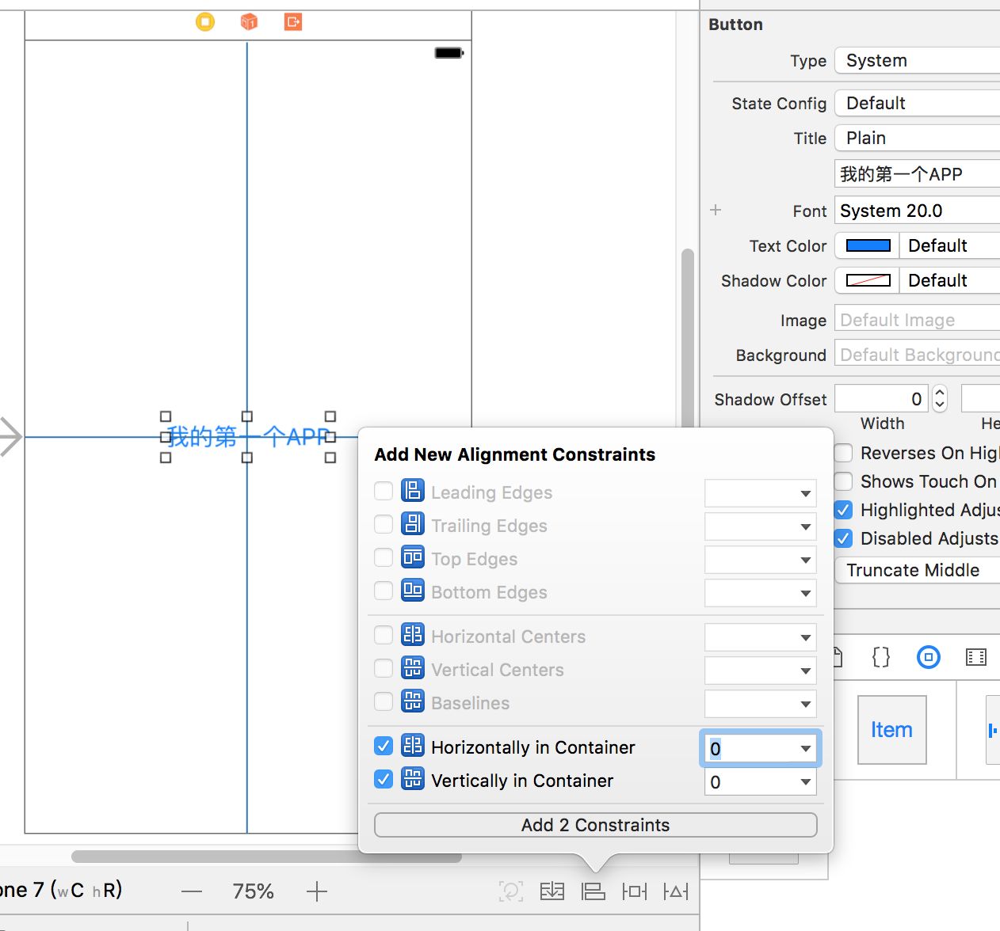 Button
Type System
State Config Default
Title Plain
我的第一个APP
Font System 20.0
Text Color Default
Shadow Color Default
Image Default Image
Background Default Background
Shadow Offset 0
Width
Reverses On
Shows Touch On
Highlighted
Disabled Adjusts
Truncate Middle
我的第一个APP
Add New Alignment Constraints
Leading Edges
Trailing Edges
Top Edges
Bottom Edges
Horizontal Centers
Vertical Centers
Baselines
Horizontally in Container 0
Vertically in Container 0
Add 2 Constraints
Item
one 7 (wC hR) 75%